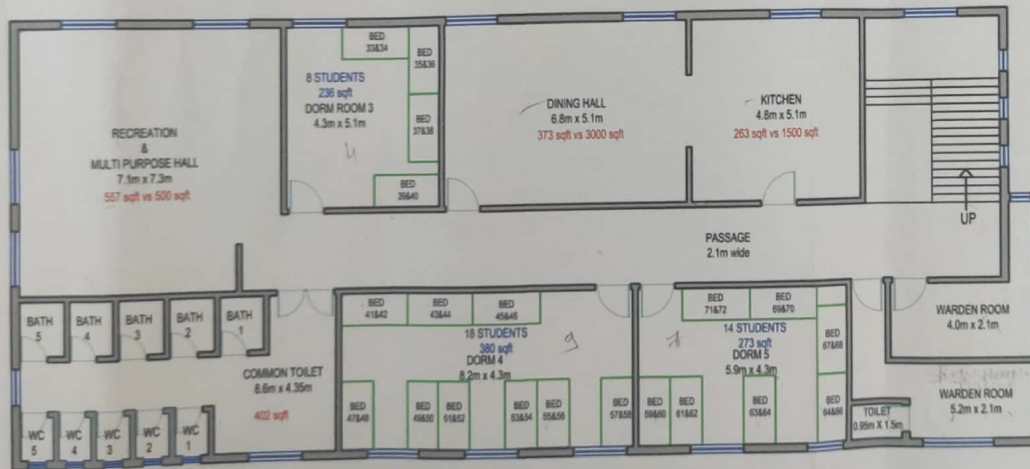 RECREATION
&
MULTI PURPOSE HALL
7.1m x 7.3m
557 sqft vs 500 sqft
8 STUDENTS
236 sqft
DORM ROOM 3
4.3m x 5.1m
BED
33&34
BED
35&36
BED
37&38
BED
39&40
DINING HALL
6.8m x 5.1m
373 sqft vs 3000 sqft
KITCHEN
4.8m x 5.1m
263 sqft vs 1500 sqft
UP
PASSAGE
2.1m wide
BATH
5
BATH
4
BATH
3
BATH
2
BATH
1
COMMON TOILET
8.6m x 4.35m
402 sqft
WC
5
WC
4
WC
3
WC
2
WC
1
BED
41&42
BED
43&44
BED
45&46
18 STUDENTS
380 sqft
DORM 4
8.2m x 4.3m
9
BED
47&48
BED
49&50
BED
51&52
BED
53&54
BED
55&56
BED
57&58
BED
71&72
BED
69&70
14 STUDENTS
273 sqft
DORM 5
5.9m x 4.3m
BED
67&68
BED
59&60
BED
61&62
BED
63&64
BED
64&66
WARDEN ROOM
4.0m x 2.1m
WARDEN ROOM
5.2m x 2.1m
TOILET
0.95m X 1.5m